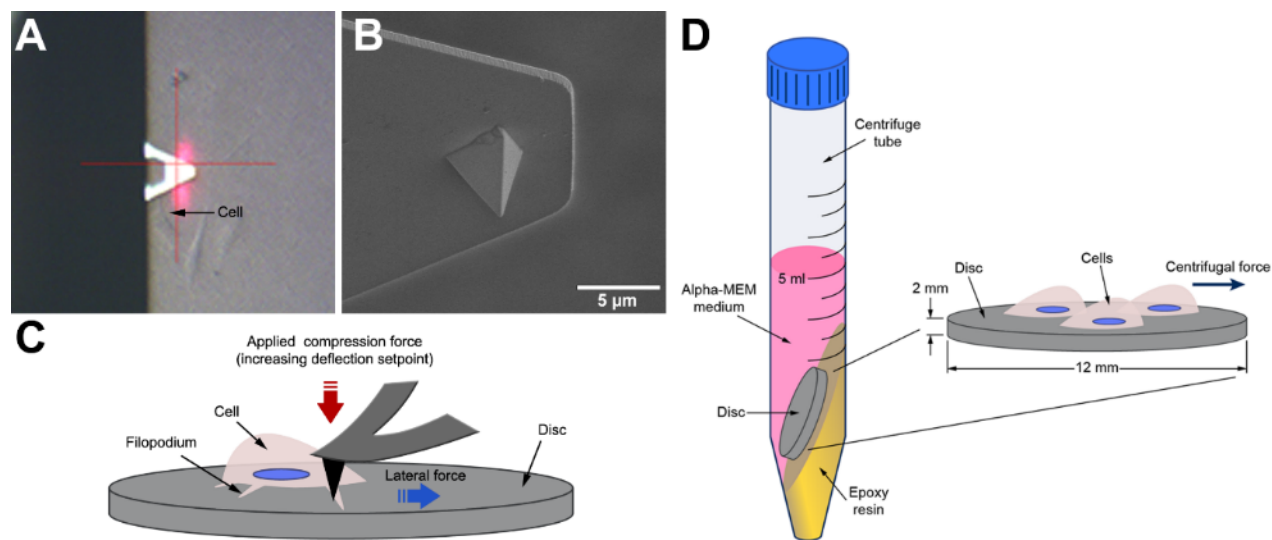 A
Cell
B
5 µm
C
Applied compression force
(increasing deflection setpoint)
Cell
Filopodium
Disc
Lateral force
D
Centrifuge
tube
5 ml
Alpha-MEM
medium
Disc
Epoxy
resin
Disc
Cells
Centrifugal force
2 mm
12 mm